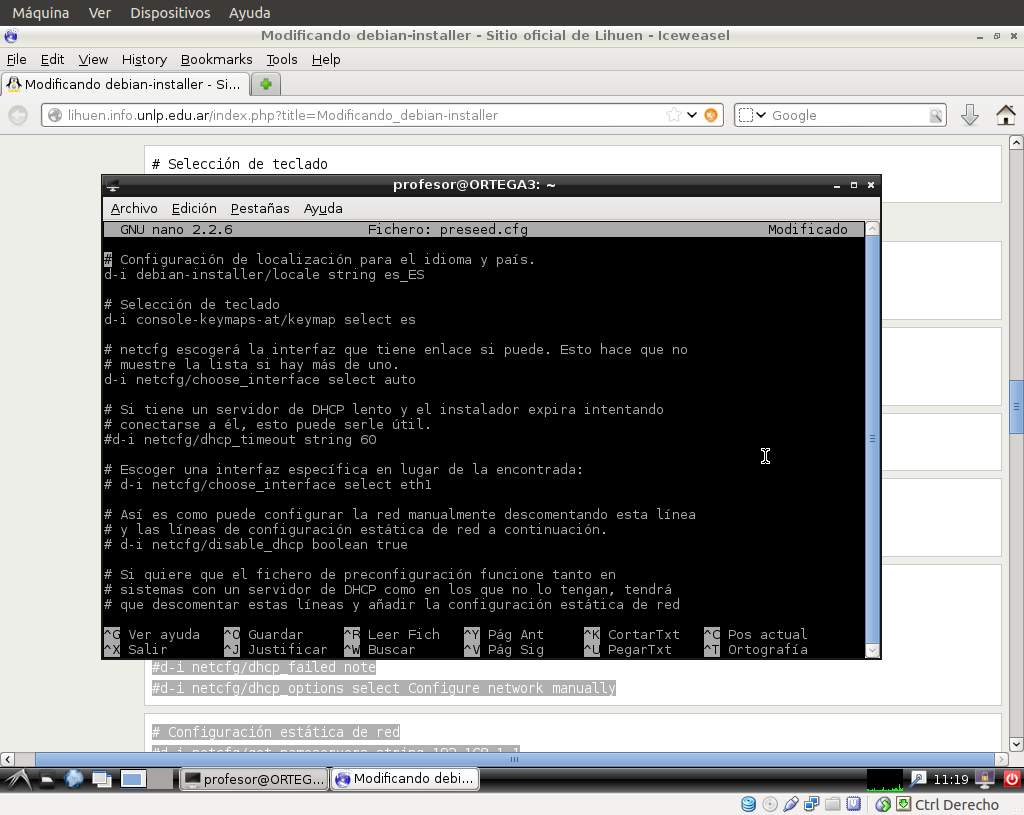 Máquina Ver Dispositivos Ayuda
Modificando debian-installer - Sitio oficial de Lihuen - Iceweasel
File Edit View History Bookmarks Tools Help
Modificando debian-installer - Si...
lihuen.info.unlp.edu.ar/index.php?title=Modificando_debian-installer
Google
# Selección de teclado
profesor@ORTEGA3: ~
Archivo Edición Pestañas Ayuda
GNU nano 2.2.6 Fichero: preseed.cfg Modificado
# Configuración de localización para el idioma y país.
d-i debian-installer/locale string es_ES
# Selección de teclado
d-i console-keymaps-at/keymap select es
# netcfg escogerá la interfaz que tiene enlace si puede. Esto hace que no
# muestre la lista si hay más de uno.
d-i netcfg/choose_interface select auto
# Si tiene un servidor de DHCP lento y el instalador expira intentando
# conectarse a él, esto puede serle útil.
#d-i netcfg/dhcp_timeout string 60
# Escoger una interfaz específica en lugar de la encontrada:
# d-i netcfg/choose_interface select eth1
# Así es como puede configurar la red manualmente descomentando esta línea
# y las líneas de configuración estática de red a continuación.
# d-i netcfg/disable_dhcp boolean true
# Si quiere que el fichero de preconfiguración funcione tanto en
# sistemas con un servidor de DHCP como en los que no lo tengan, tendrá
# que descomentar estas líneas y añadir la configuración estática de red
^G Ver ayuda ^O Guardar ^R Leer Fich ^Y Pág Ant ^K CortarTxt ^C Pos actual
^X Salir ^J Justificar ^W Buscar ^V Pág Sig ^U PegarTxt ^T Ortografía
#d-i netcfg/dhcp_failed note
#d-i netcfg/dhcp_options select Configure network manually
# Configuración estática de red
#d-i netcfg/get_nameservers string 192.168.1.1
profesor@ORTEG... Modificando debi... 11:19
Ctrl Derecho